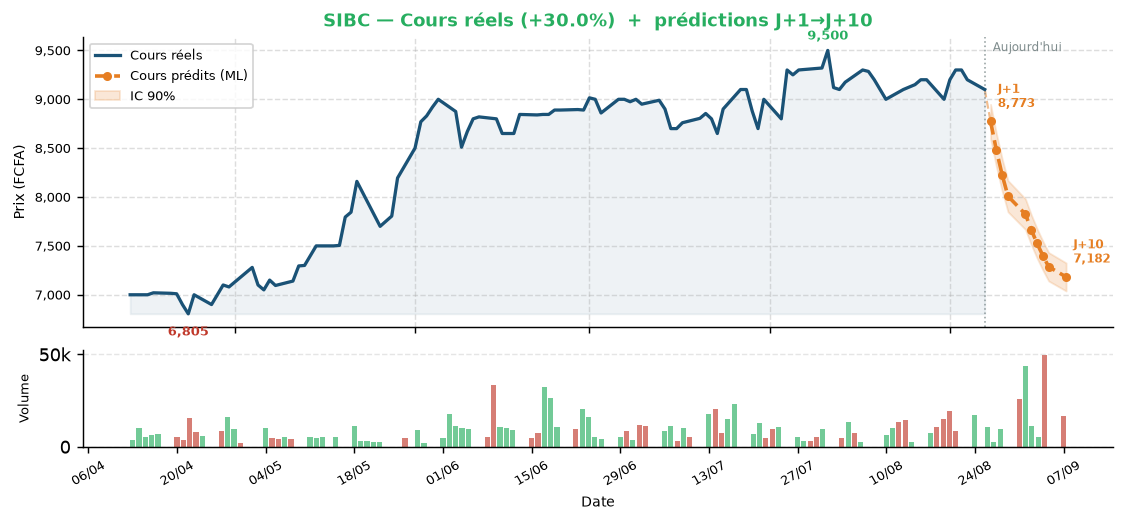 SIBC — Cours réels (+30.0%)  +  prédictions J+1→J+10
9,500
Aujourd'hui
Cours réels
Cours prédits (ML)
IC 90%
J+1
8,773
J+10
7,182
6,805
Prix (FCFA)
9,500
9,000
8,500
8,000
7,500
7,000
Volume
50k
0
06/04
20/04
04/05
18/05
01/06
15/06
29/06
13/07
27/07
10/08
24/08
07/09
Date